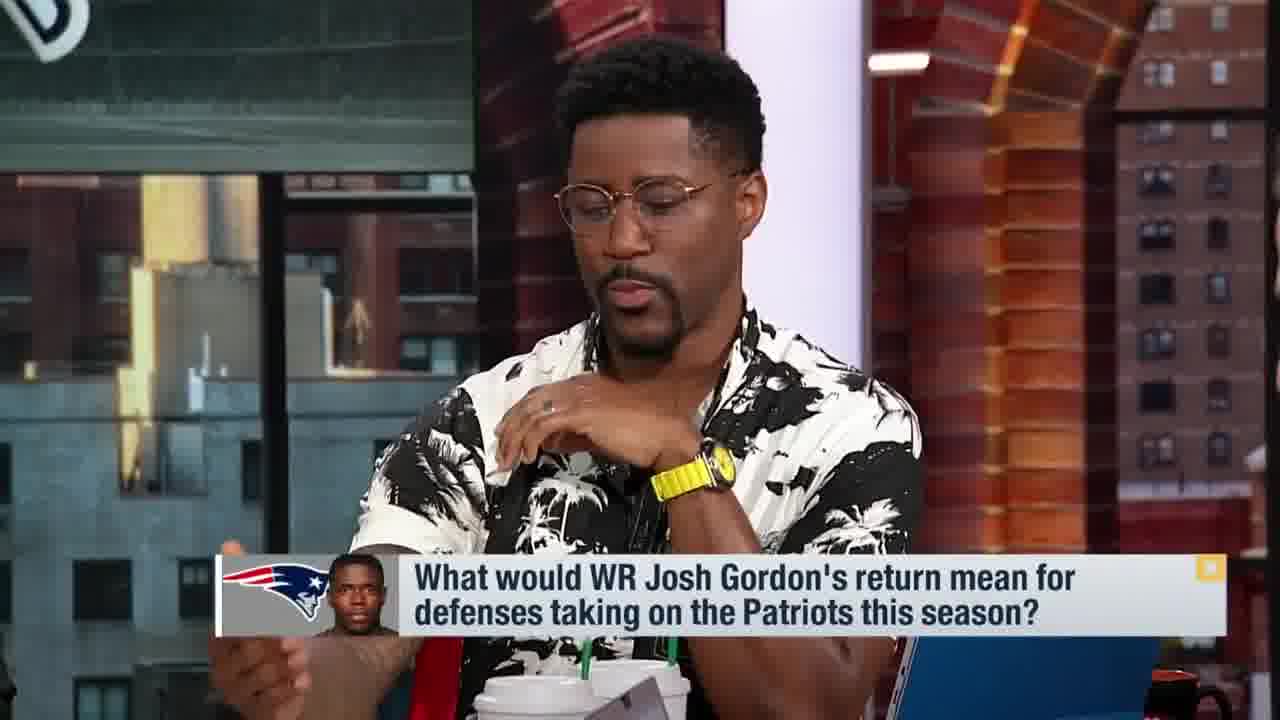 What would WR Josh Gordon's return mean for
defenses taking on the Patriots this season?